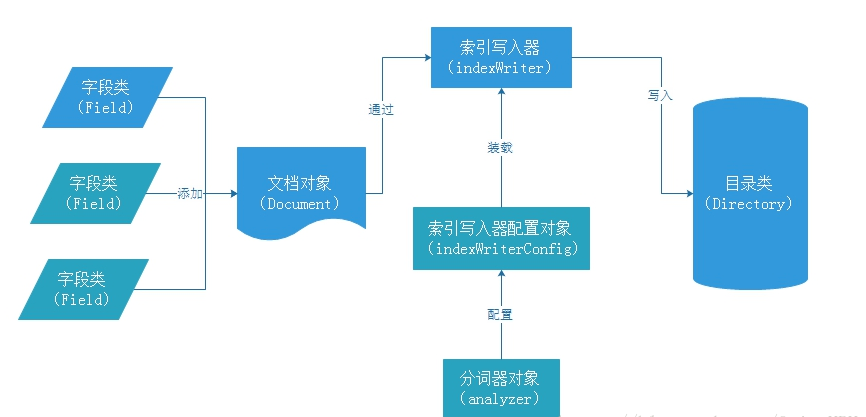 索引写入器
(indexWriter)
字段类
(Field)
通过
写入
装载
字段类
(Field)
添加
文档对象
(Document)
目录类
(Directory)
索引写入器配置对象
(indexWriterConfig)
字段类
(Field)
配置
分词器对象
(analyzer)